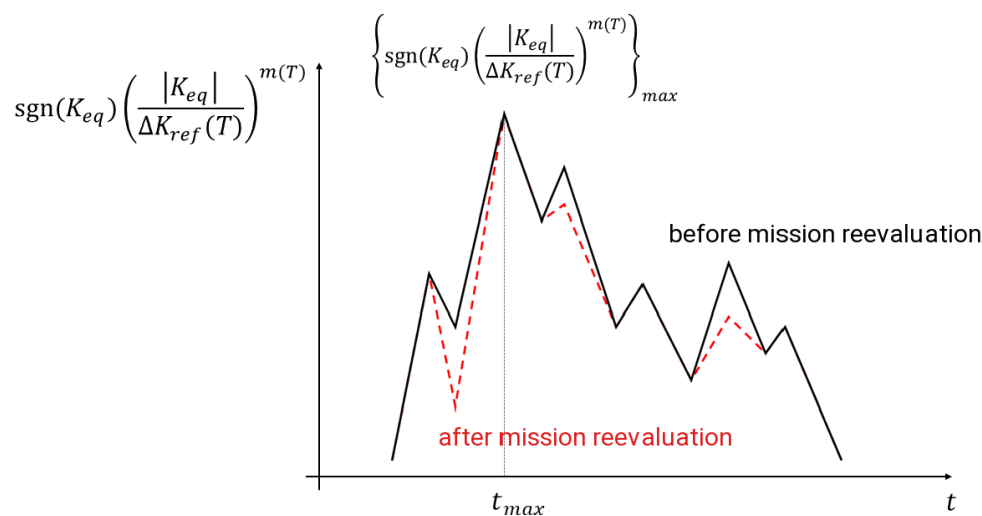 {sgn(K_eq) (|K_eq| / ΔK_ref(T))^m(T)}_max
sgn(K_eq) (|K_eq| / ΔK_ref(T))^m(T)
before mission reevaluation
after mission reevaluation
t_max
t